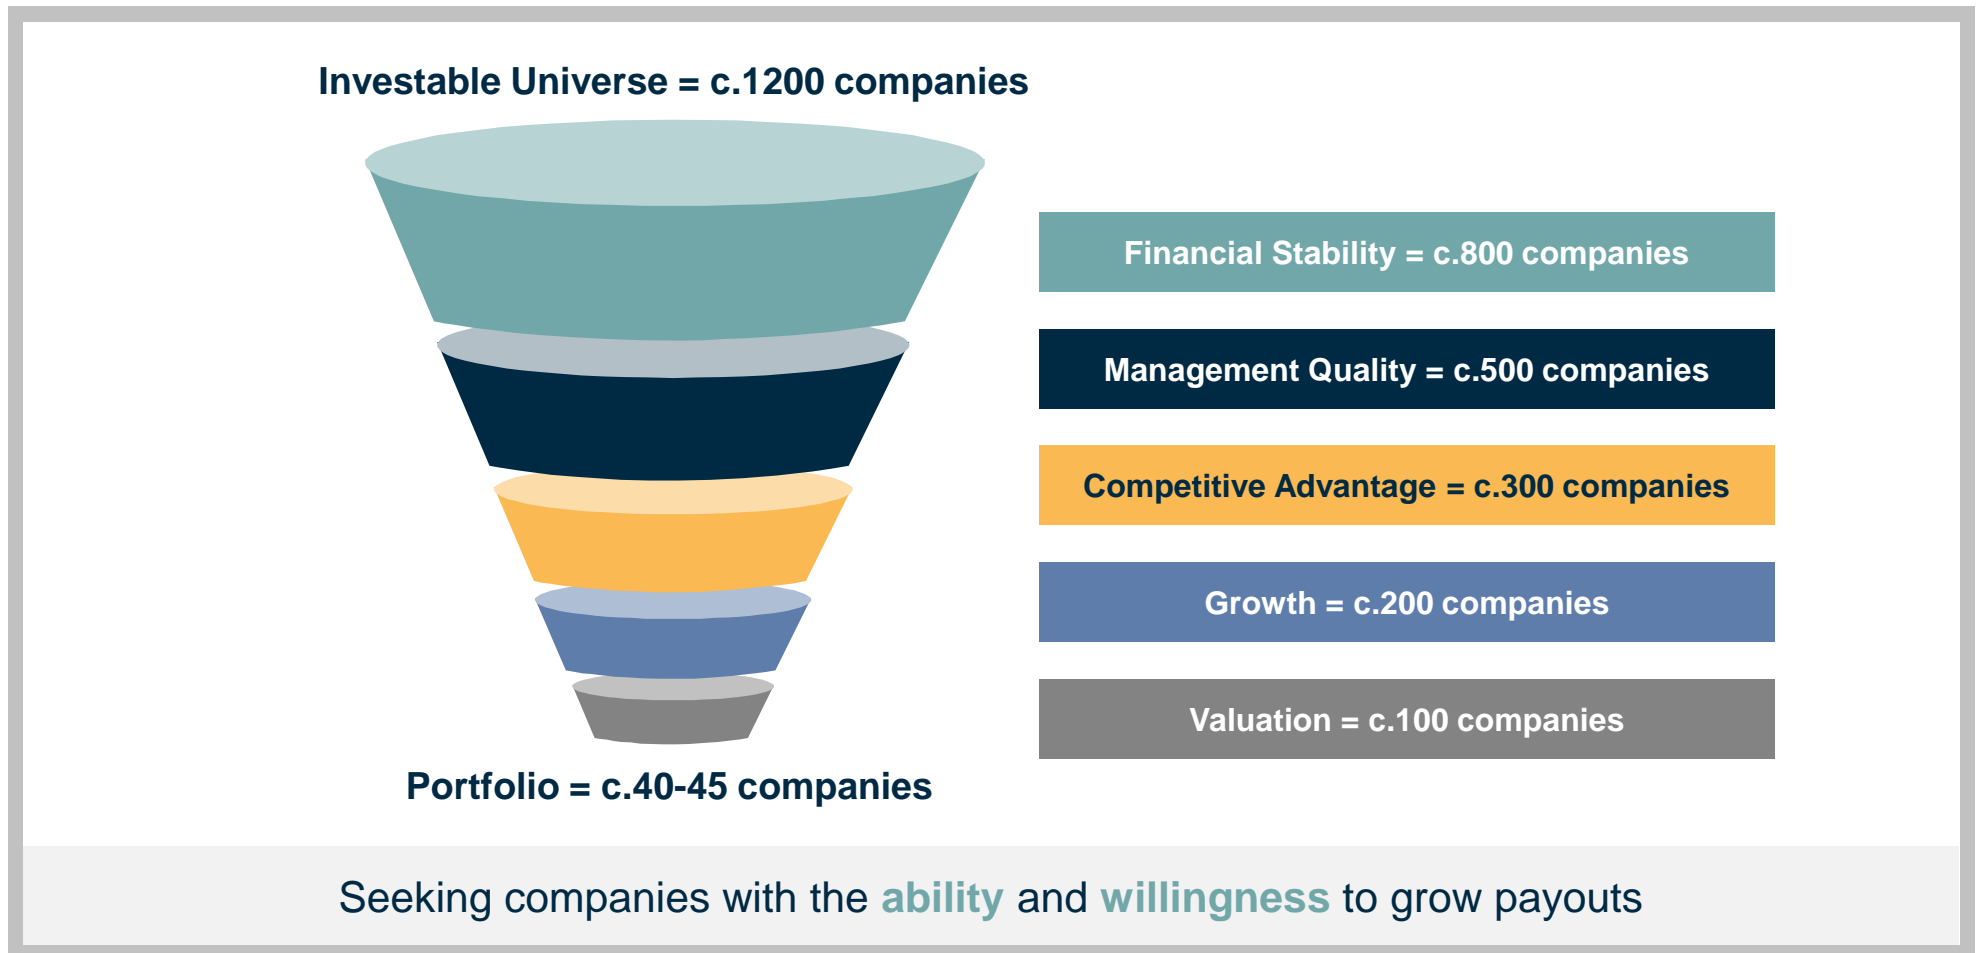 Investable Universe = c.1200 companies
Financial Stability = c.800 companies
Management Quality = c.500 companies
Competitive Advantage = c.300 companies
Growth = c.200 companies
Valuation = c.100 companies
Portfolio = c.40-45 companies
Seeking companies with the ability and willingness to grow payouts